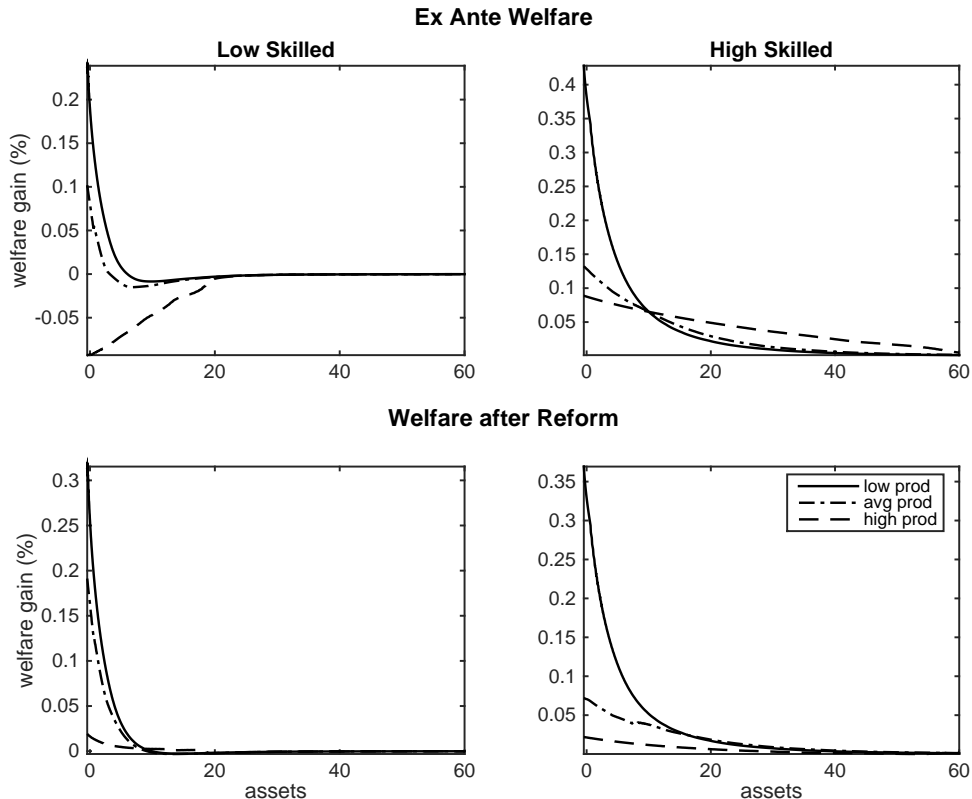 Ex Ante Welfare
Low Skilled
High Skilled
welfare gain (%)
0.2
0.15
0.1
0.05
0
-0.05
0 20 40 60
0.4
0.35
0.3
0.25
0.2
0.15
0.1
0.05
0 20 40 60
Welfare after Reform
welfare gain (%)
0.3
0.25
0.2
0.15
0.1
0.05
0
0 20 40 60
assets
0.35
0.3
0.25
0.2
0.15
0.1
0.05
0 20 40 60
assets
low prod
avg prod
high prod